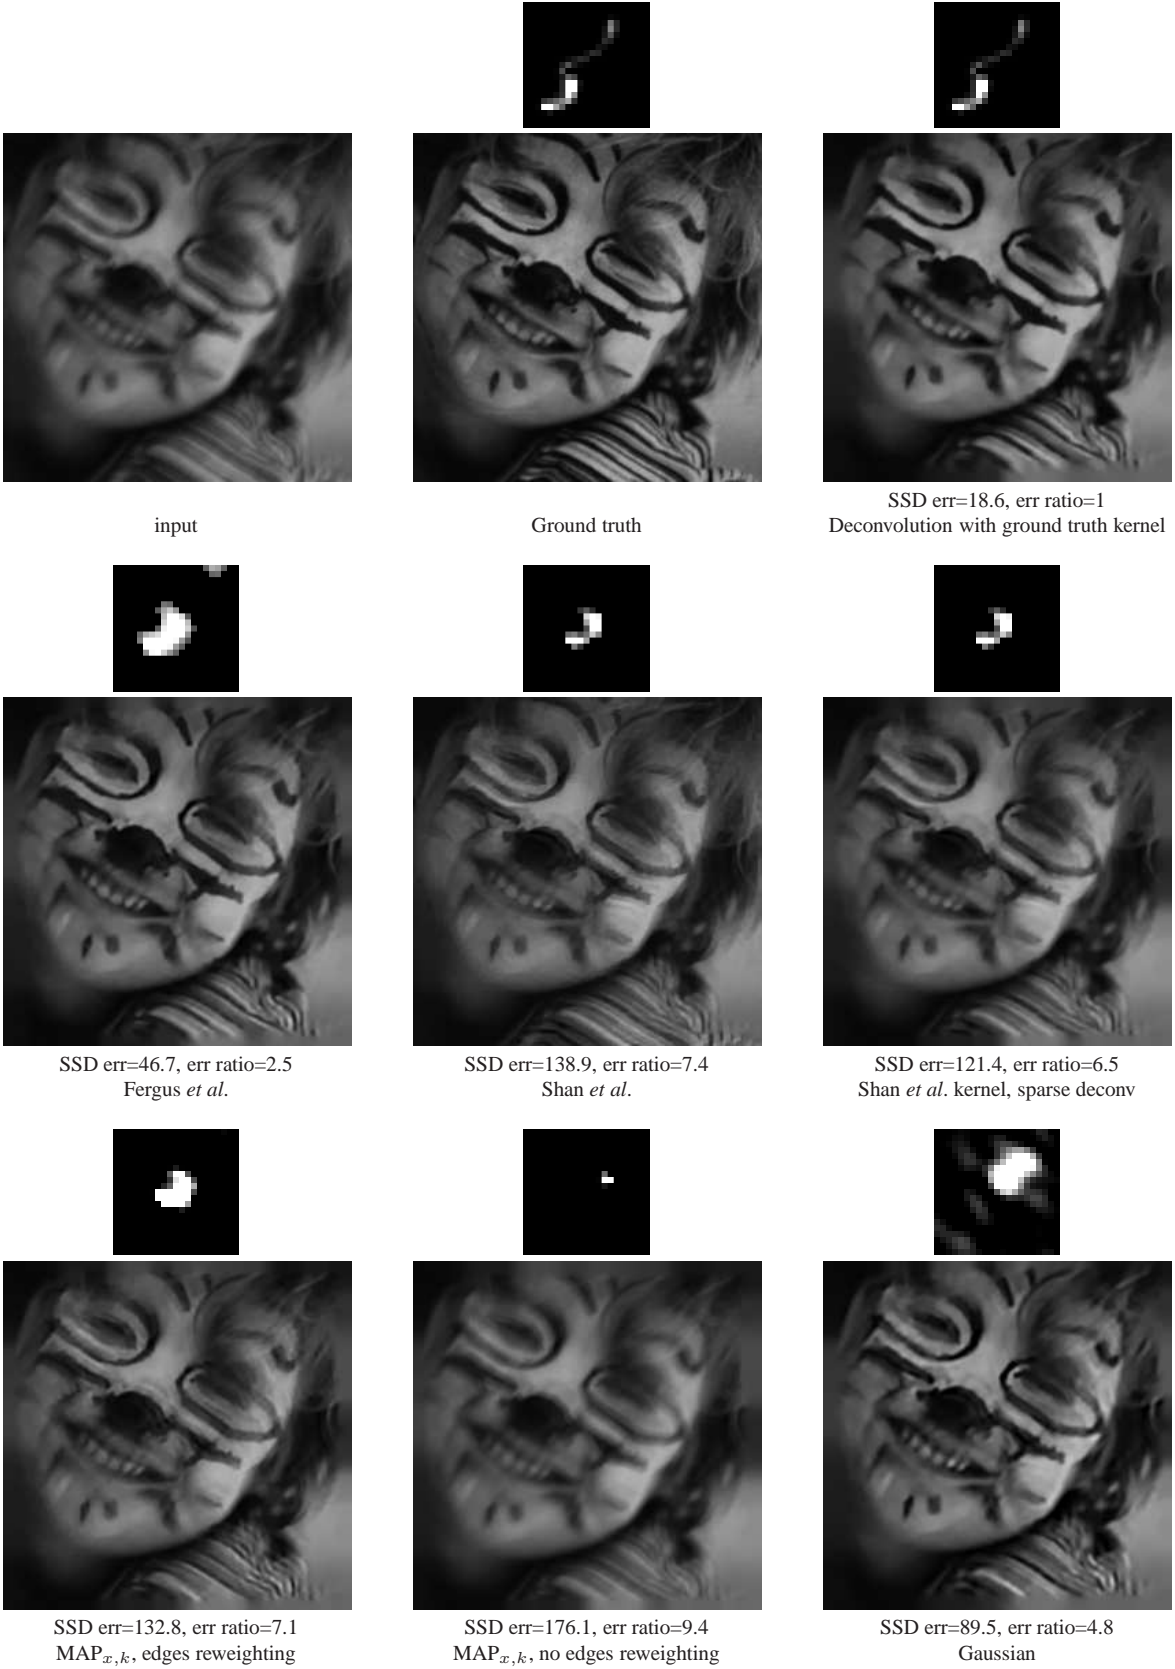 SSD err=18.6, err ratio=1
input
Ground truth
Deconvolution with ground truth kernel
SSD err=46.7, err ratio=2.5
Fergus et al.
SSD err=138.9, err ratio=7.4
Shan et al.
SSD err=121.4, err ratio=6.5
Shan et al. kernel, sparse deconv
SSD err=132.8, err ratio=7.1
MAPx,k, edges reweighting
SSD err=176.1, err ratio=9.4
MAPx,k, no edges reweighting
SSD err=89.5, err ratio=4.8
Gaussian